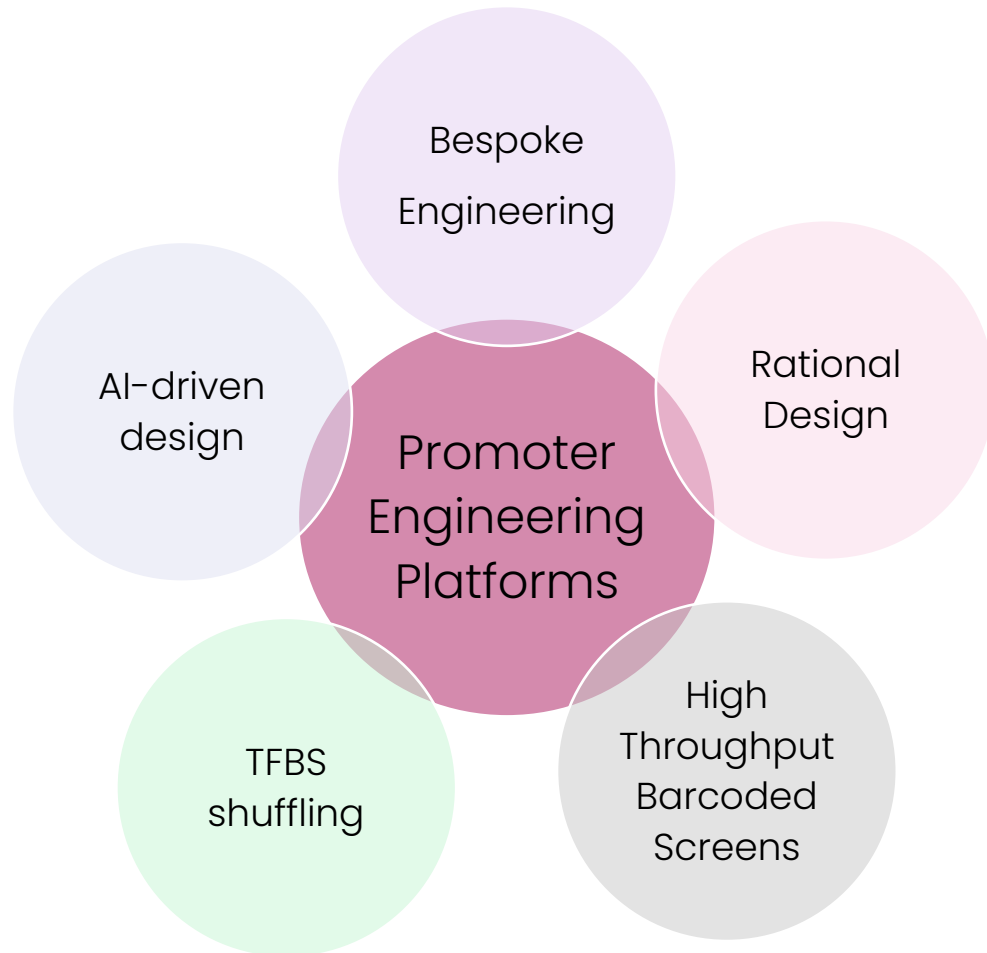 Bespoke
Engineering
Rational
Design
AI-driven
design
Promoter
Engineering
Platforms
High
Throughput
Barcoded
Screens
TFBS
shuffling